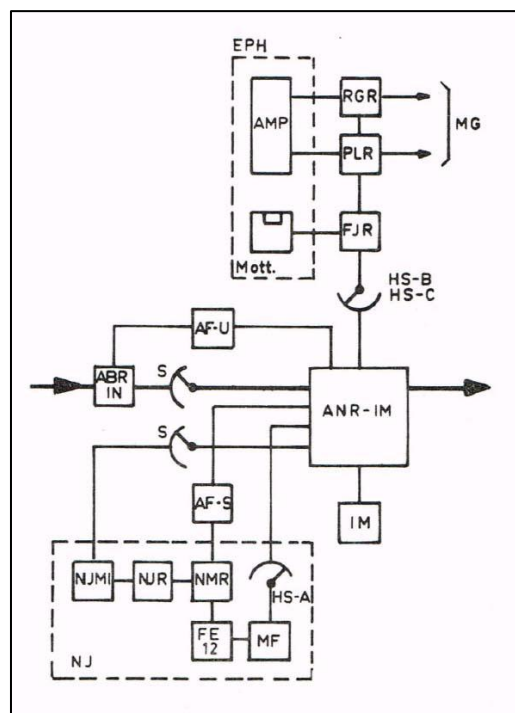 EPH
AMP
RGR
MG
PLR
FJR
Mott.
HS-B
HS-C
AF-U
ABR
IN
S
ANR-IM
S
AF-S
IM
NJMI
NJR
NMR
HS-A
FE
12
MF
NJ